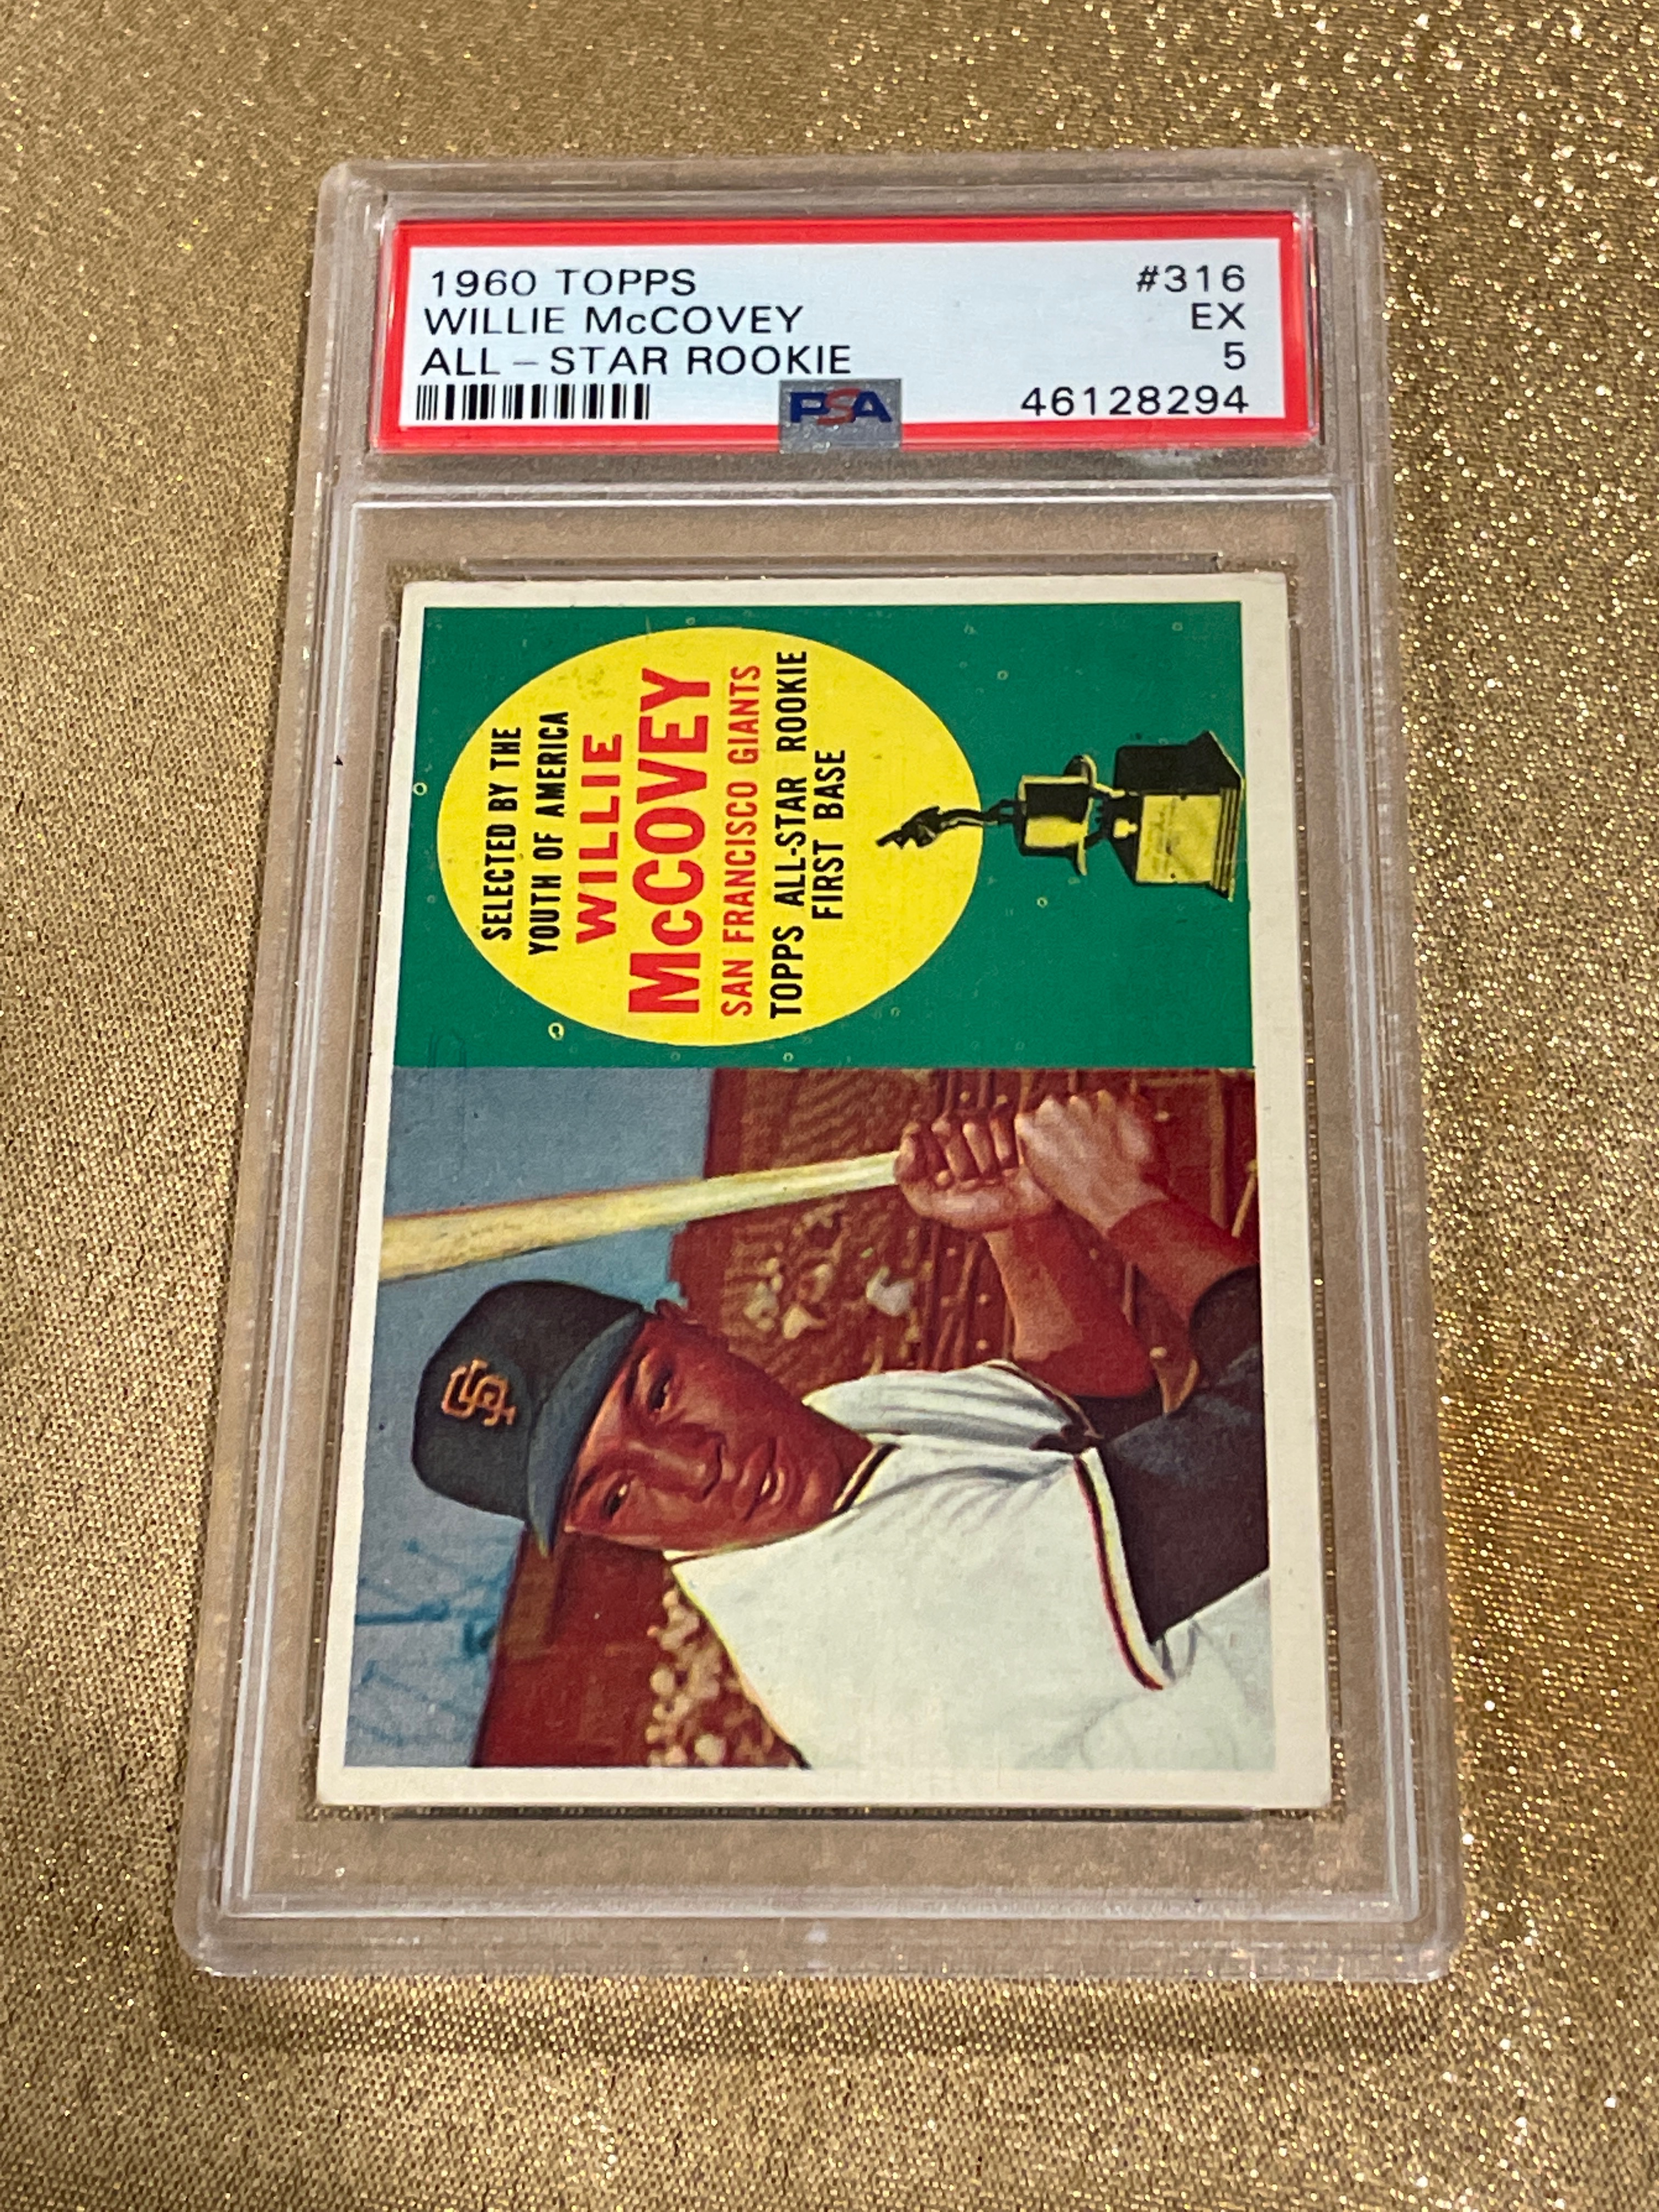 1960 TOPPS #316
WILLIE McCOVEY EX
ALL-STAR ROOKIE 5
PSA 46128294
SELECTED BY THE
YOUTH OF AMERICA
WILLIE
McCOVEY
SAN FRANCISCO GIANTS
TOPPS ALL-STAR ROOKIE
FIRST BASE
SF